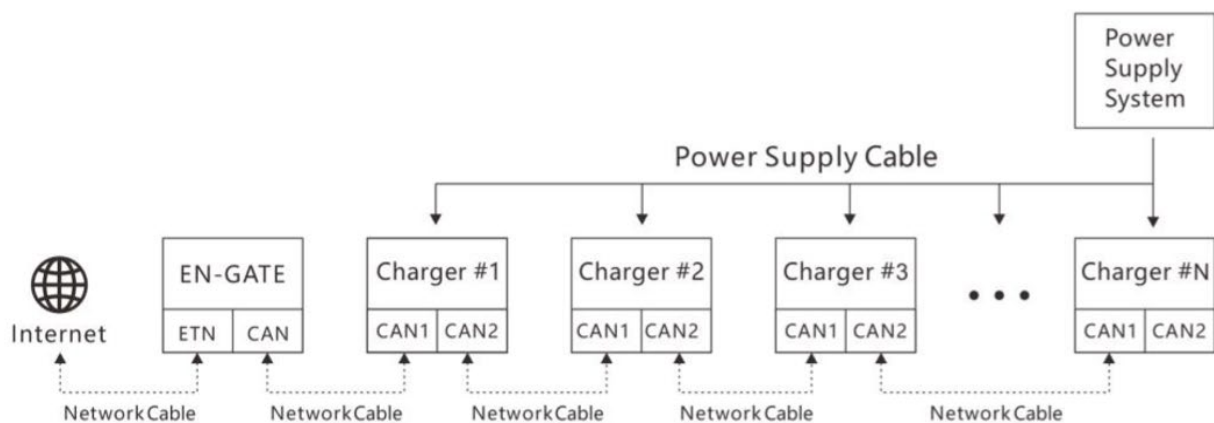 Power
Supply
System
Power Supply Cable
Internet
EN-GATE
ETN CAN
Charger #1
CAN1 CAN2
Charger #2
CAN1 CAN2
Charger #3
CAN1 CAN2
•••
Charger #N
CAN1 CAN2
Network Cable
Network Cable
Network Cable
Network Cable
Network Cable